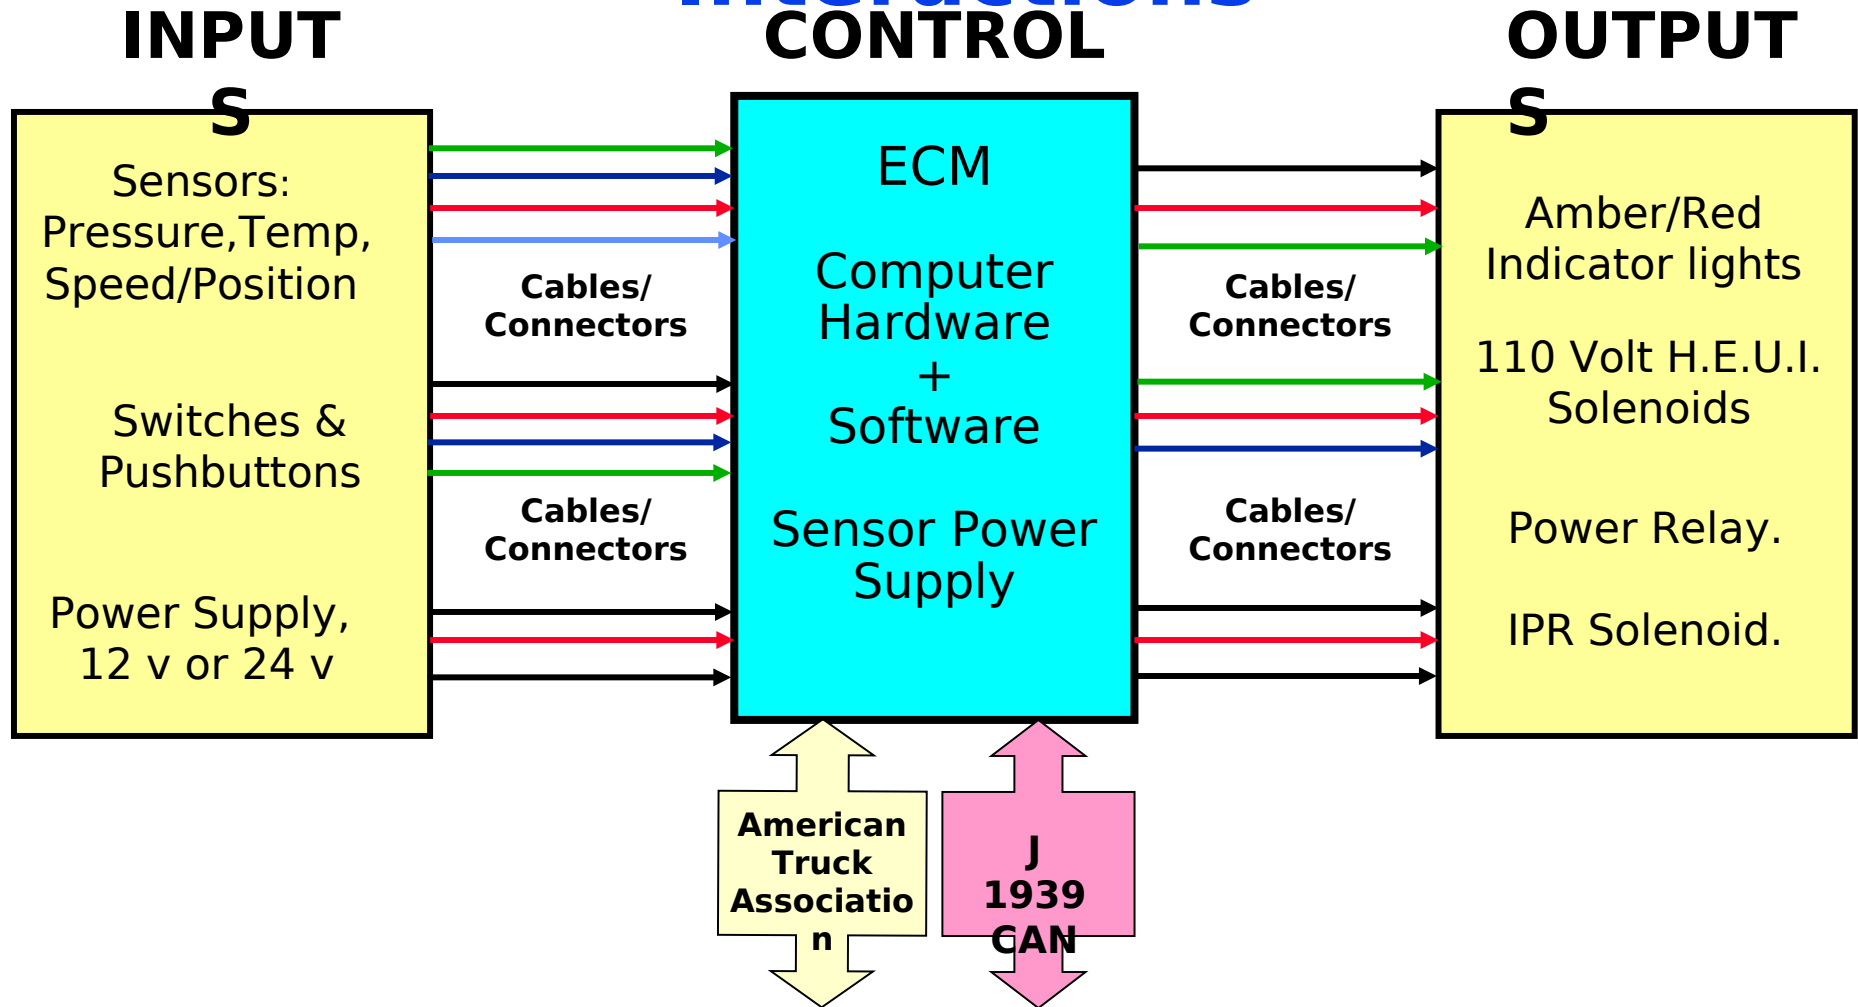 Interactions
INPUT
S
CONTROL
OUTPUT
S
Sensors:
Pressure,Temp,
Speed/Position
Switches &
Pushbuttons
Power Supply,
12 v or 24 v
Cables/
Connectors
Cables/
Connectors
ECM
Computer
Hardware
+
Software
Sensor Power
Supply
Cables/
Connectors
Cables/
Connectors
Amber/Red
Indicator lights
110 Volt H.E.U.I.
Solenoids
Power Relay.
IPR Solenoid.
American
Truck
Associatio
n
J
1939
CAN